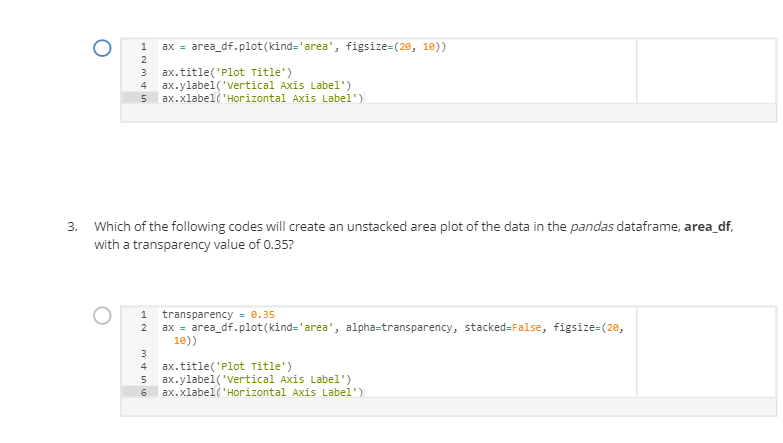 1 ax = area_df.plot(kind='area', figsize=(20, 10))
2
3 ax.title('Plot Title')
4 ax.ylabel('Vertical Axis Label')
5 ax.xlabel('Horizontal Axis Label')
3. Which of the following codes will create an unstacked area plot of the data in the pandas dataframe, area_df,
with a transparency value of 0.35?
1 transparency = 0.35
2 ax = area_df.plot(kind='area', alpha=transparency, stacked=False, figsize=(20,
10))
3
4 ax.title('Plot Title')
5 ax.ylabel('Vertical Axis Label')
6 ax.xlabel('Horizontal Axis Label')